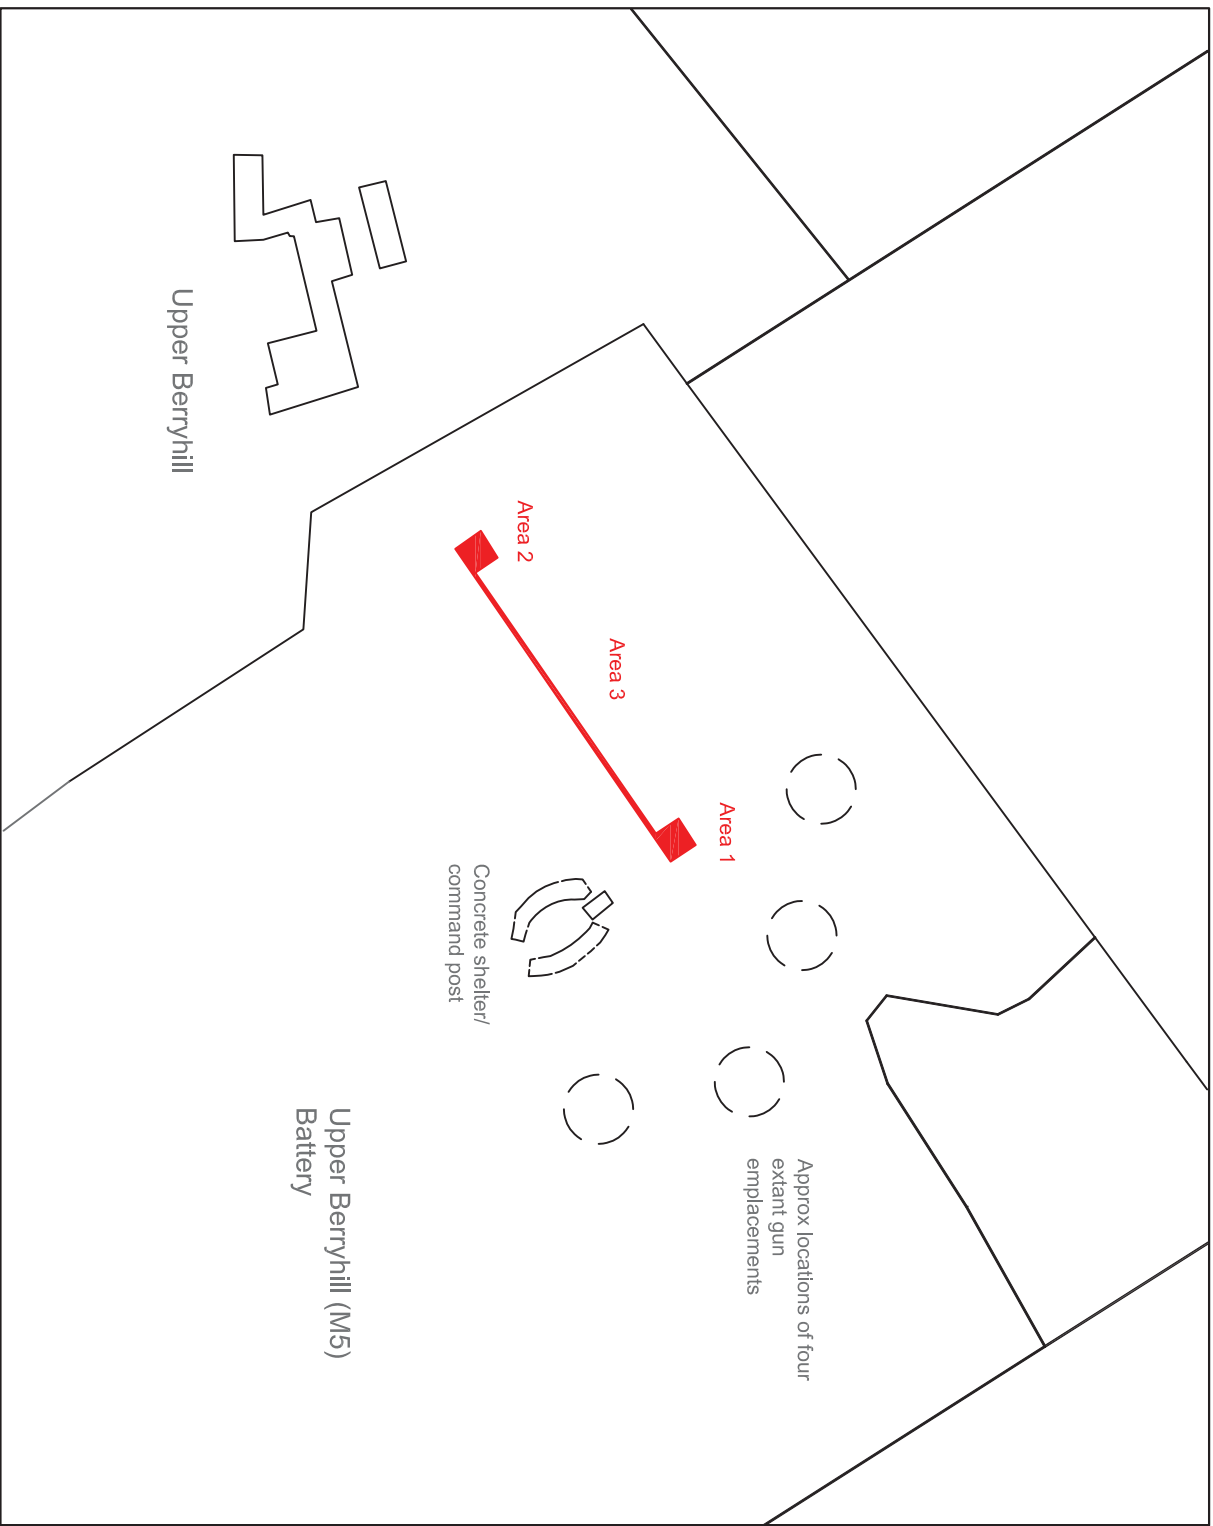 Upper Berryhill
Area 2
Area 3
Area 1
Concrete shelter/
command post
Approx locations of four
extant gun
emplacements
Upper Berryhill (M5)
Battery